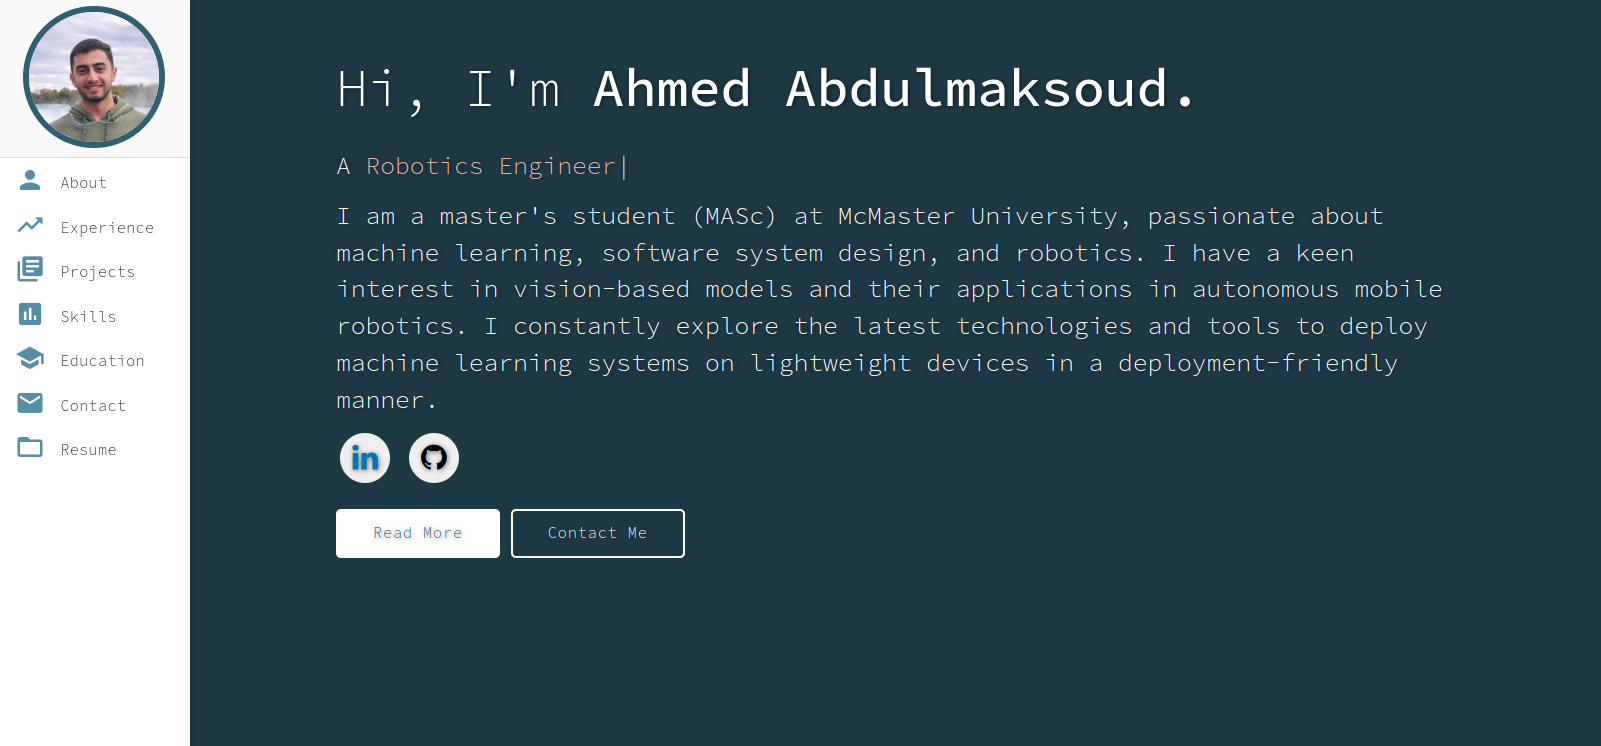 About
Experience
Projects
Skills
Education
Contact
Resume
Hi, I'm Ahmed Abdulmaksoud.
A Robotics Engineer|
I am a master's student (MASc) at McMaster University, passionate about
machine learning, software system design, and robotics. I have a keen
interest in vision-based models and their applications in autonomous mobile
robotics. I constantly explore the latest technologies and tools to deploy
machine learning systems on lightweight devices in a deployment-friendly
manner.
in
Read More
Contact Me